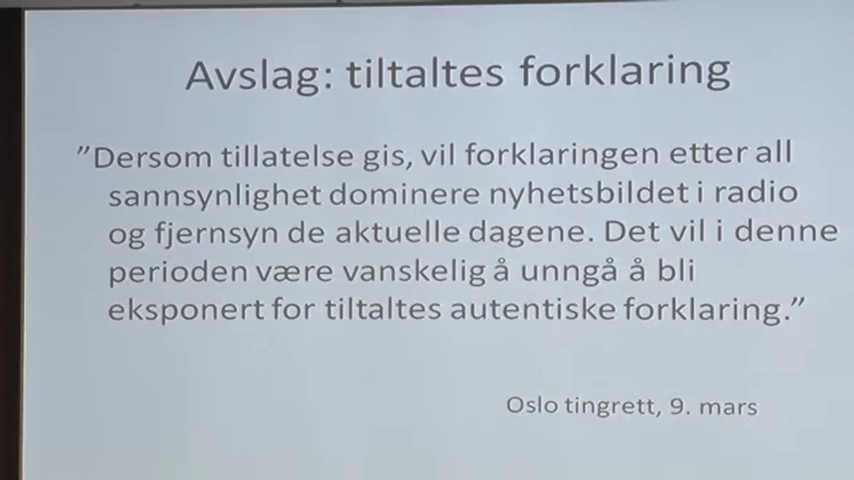 Avslag: tiltaltes forklaring
”Dersom tillatelse gis, vil forklaringen etter all
sannsynlighet dominere nyhetsbildet i radio
og fjernsyn de aktuelle dagene. Det vil i denne
perioden være vanskelig å unngå å bli
eksponert for tiltaltes autentiske forklaring.”
Oslo tingrett, 9. mars